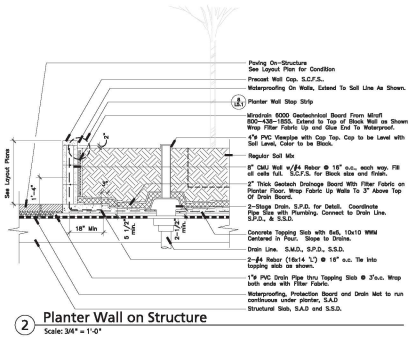 Paving On-Structure
See Layout Plan for Condition
Precast Wall Cap. S.C.F.S..
Waterproofing On Walls, Extend To Soil Line As Shown.
Planter Wall Stop Strip
Miradrain 6000 Geotechnical Board From Mirafi
800-438-1855. Extend to Top of Block Wall as Shown
Wrap Filter Fabric Up and Glue End To Waterproof.
4"ø PVC Viewpipe with Cap Top. Cap to be Level with
Soil Level, Color to Blk.
Regular Soil Mix
8" CMU Wall w/#4 Rebar @ 16" o.c., each way. Fill
all cells full. S.C.F.S. for Block size and finish.
2" Thick Geotech Drainage Board With Filter Fabric on
Planter Floor. Wrap Fabric Up Walls To 3" Above Top
Of Drain Board.
2-Stage Drain. S.P.D. for Detail. Coordinate
Pipe Size with Plumbing. Connect to Drain Line.
S.P.D., & S.S.D.
Concrete Topping Slab with 6x6, 10x10 WWM
Centered in Pour. Slope to Drains.
Drain Line. S.M.D., S.P.D., S.S.D.
2-#4 Rebar (16x14 "L") @ 16" o.c. Tie into
topping slab as shown.
1"ø PVC Drain Pipe thru Topping Slab @ 3'o.c. Wrap
both ends with Filter Fabric.
Waterproofing, Protection Board and Drain Mat to run
continuous under planter, S.A.D
Structural Slab, S.A.D and S.S.D.
See Layout Plans
1'-4"
2"
3"
18" Min
5 1/2"
min.
2-1/2"
min.
2
Planter Wall on Structure
Scale: 3/4" = 1'-0"